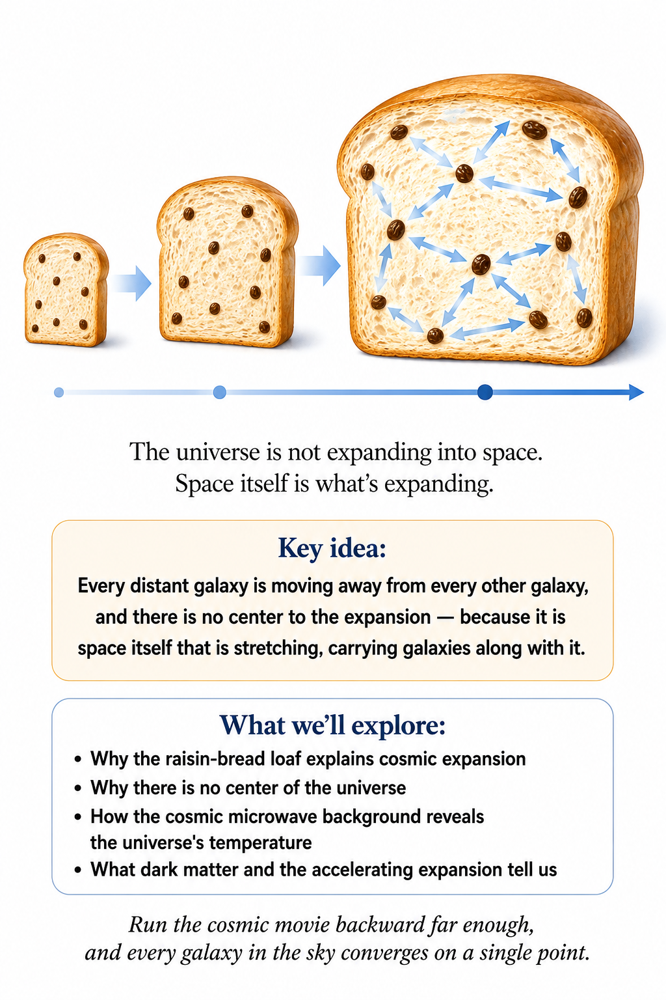 The universe is not expanding into space.
Space itself is what’s expanding.
Key idea:
Every distant galaxy is moving away from every other galaxy,
and there is no center to the expansion — because it is
space itself that is stretching, carrying galaxies along with it.
What we’ll explore:
• Why the raisin-bread loaf explains cosmic expansion
• Why there is no center of the universe
• How the cosmic microwave background reveals
the universe's temperature
• What dark matter and the accelerating expansion tell us
Run the cosmic movie backward far enough,
and every galaxy in the sky converges on a single point.